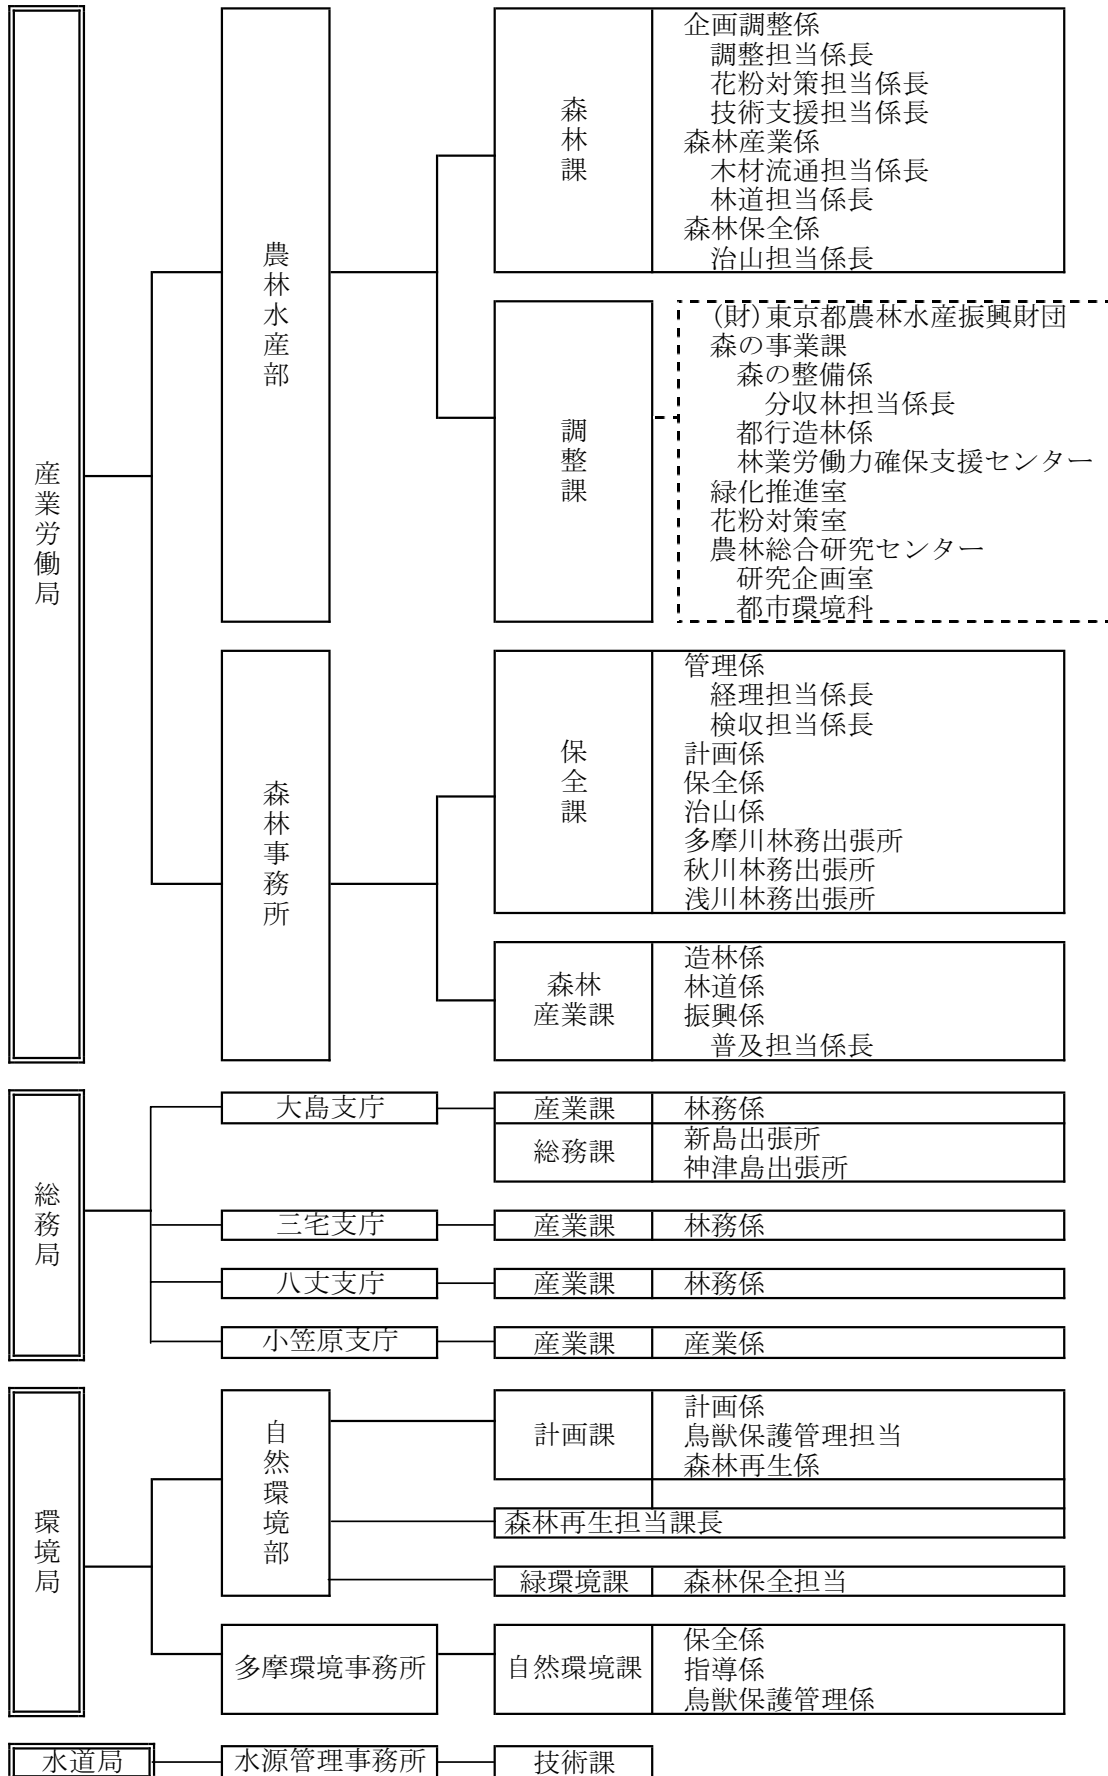 産業労働局
農林水産部
森林課
企画調整係
調整担当係長
花粉対策担当係長
技術支援担当係長
森林産業係
木材流通担当係長
林道担当係長
森林保全係
治山担当係長
調整課
(財)東京都農林水産振興財団
森の事業課
森の整備係
分収林担当係長
都行造林係
林業労働力確保支援センター
緑化推進室
花粉対策室
農林総合研究センター
研究企画室
都市環境科
森林事務所
保全課
管理係
経理担当係長
検収担当係長
計画係
保全係
治山係
多摩川林務出張所
秋川林務出張所
浅川林務出張所
森林
産業課
造林係
林道係
振興係
普及担当係長
総務局
大島支庁
産業課
林務係
総務課
新島出張所
神津島出張所
三宅支庁
産業課
林務係
八丈支庁
産業課
林務係
小笠原支庁
産業課
産業係
環境局
自然環境部
計画課
計画係
鳥獣保護管理担当
森林再生係
森林再生担当課長
緑環境課
森林保全担当
多摩環境事務所
自然環境課
保全係
指導係
鳥獣保護管理係
水道局
水源管理事務所
技術課